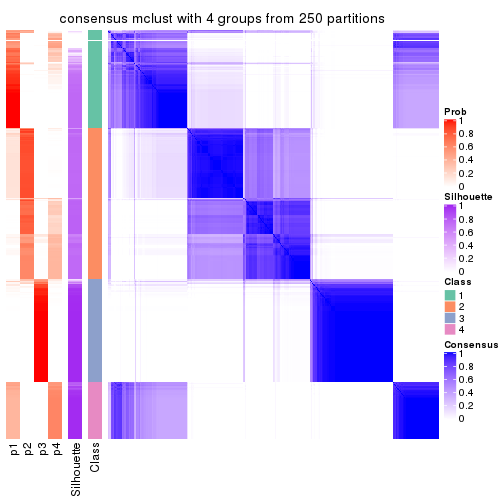 consensus mclust with 4 groups from 250 partitions
Prob
1
0.8
0.6
0.4
0.2
0
Silhouette
1
0.8
0.6
0.4
0.2
0
Class
1
2
3
4
Consensus
1
0.8
0.6
0.4
0.2
0
p1
p2
p3
p4
Silhouette
Class